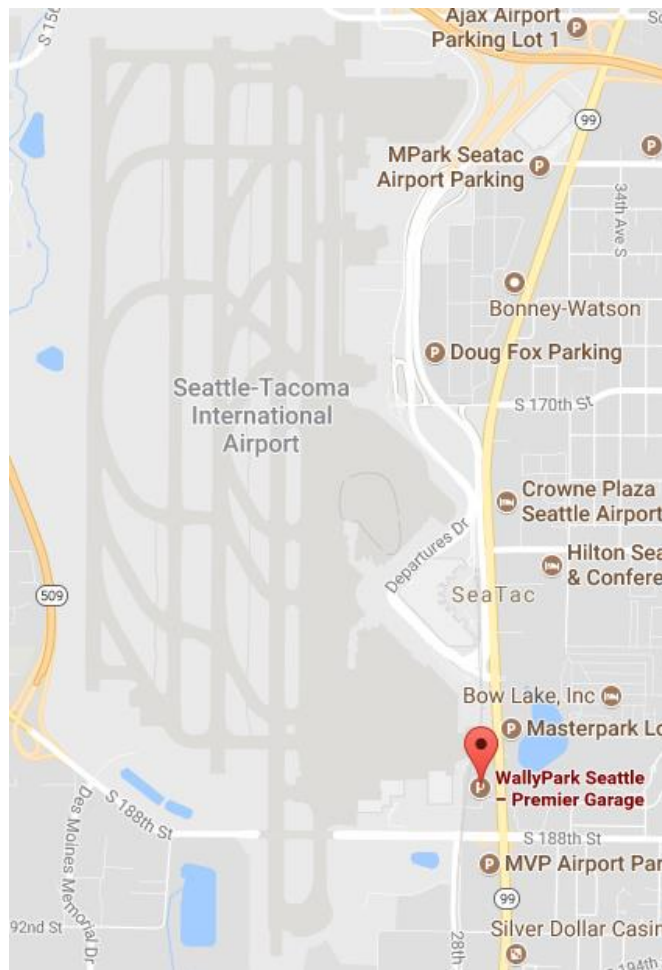 S 156
Ajax Airport
Parking Lot 1
So
99
MPark Seatac
Airport Parking
34th Ave S
Bonney-Watson
Doug Fox Parking
Seattle-Tacoma
International
Airport
S 170th St
Crowne Plaza
Seattle Airport
Departures Dr
Hilton Sea
& Confere
509
SeaTac
Bow Lake, Inc
Masterpark Lo
WallyPark Seattle
– Premier Garage
S 188th St
S 188th St
Des Moines Memorial Dr
MVP Airport Par
99
92nd St
28th
Silver Dollar Casin
194th